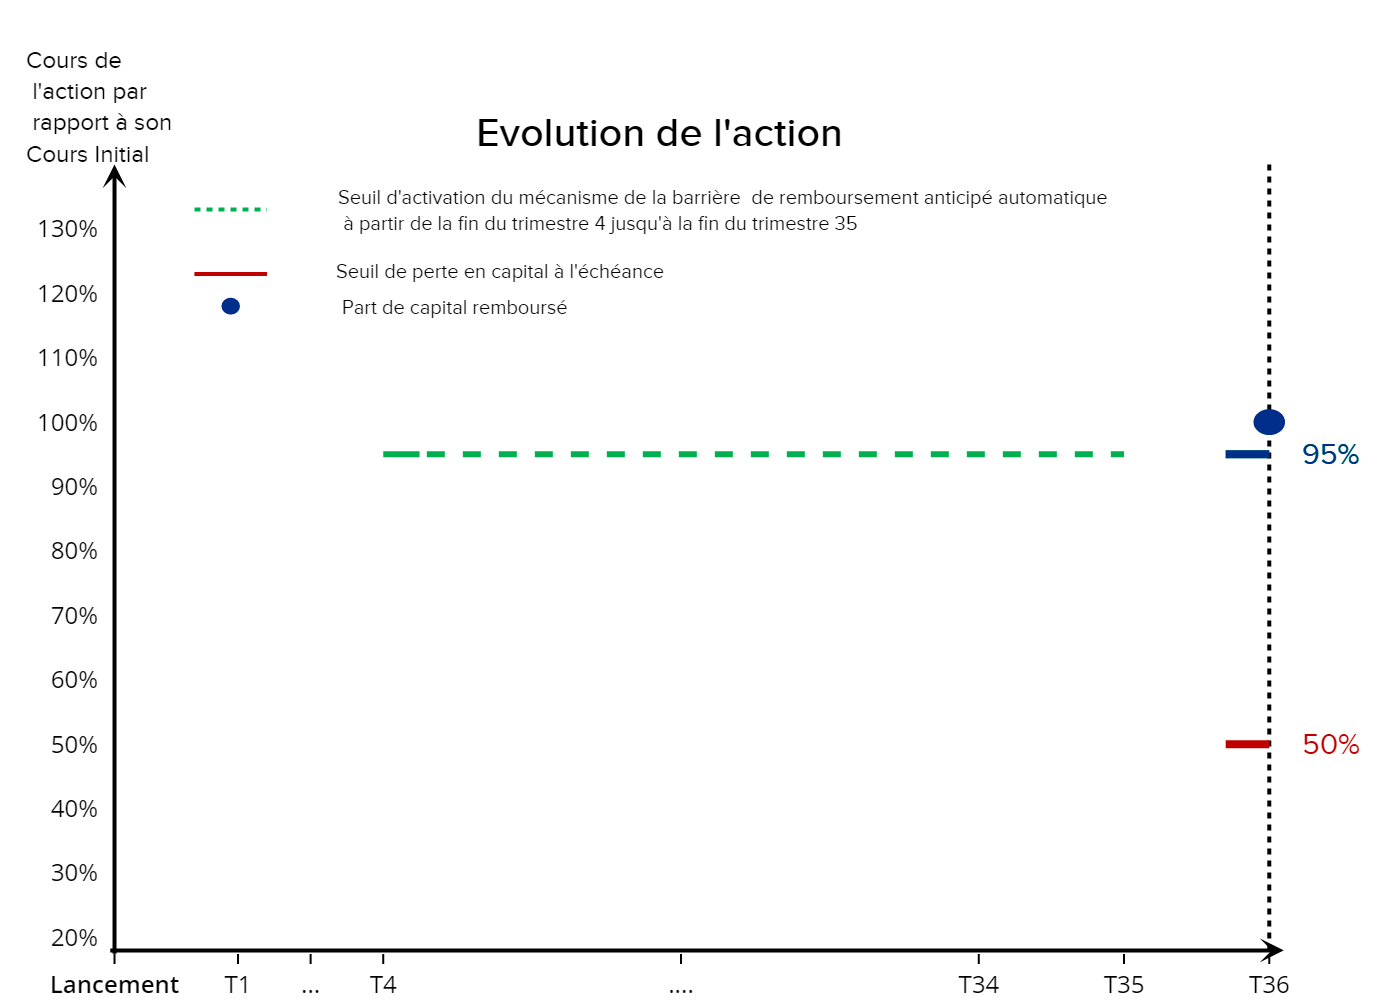 Cours de
l'action par
rapport à son
Cours Initial
Evolution de l'action
Seuil d'activation du mécanisme de la barrière de remboursement anticipé automatique
à partir de la fin du trimestre 4 jusqu'à la fin du trimestre 35
Seuil de perte en capital à l'échéance
Part de capital remboursé
130%
120%
110%
100%
90%
80%
70%
60%
50%
40%
30%
20%
95%
50%
Lancement T1 ... T4 .... T34 T35 T36